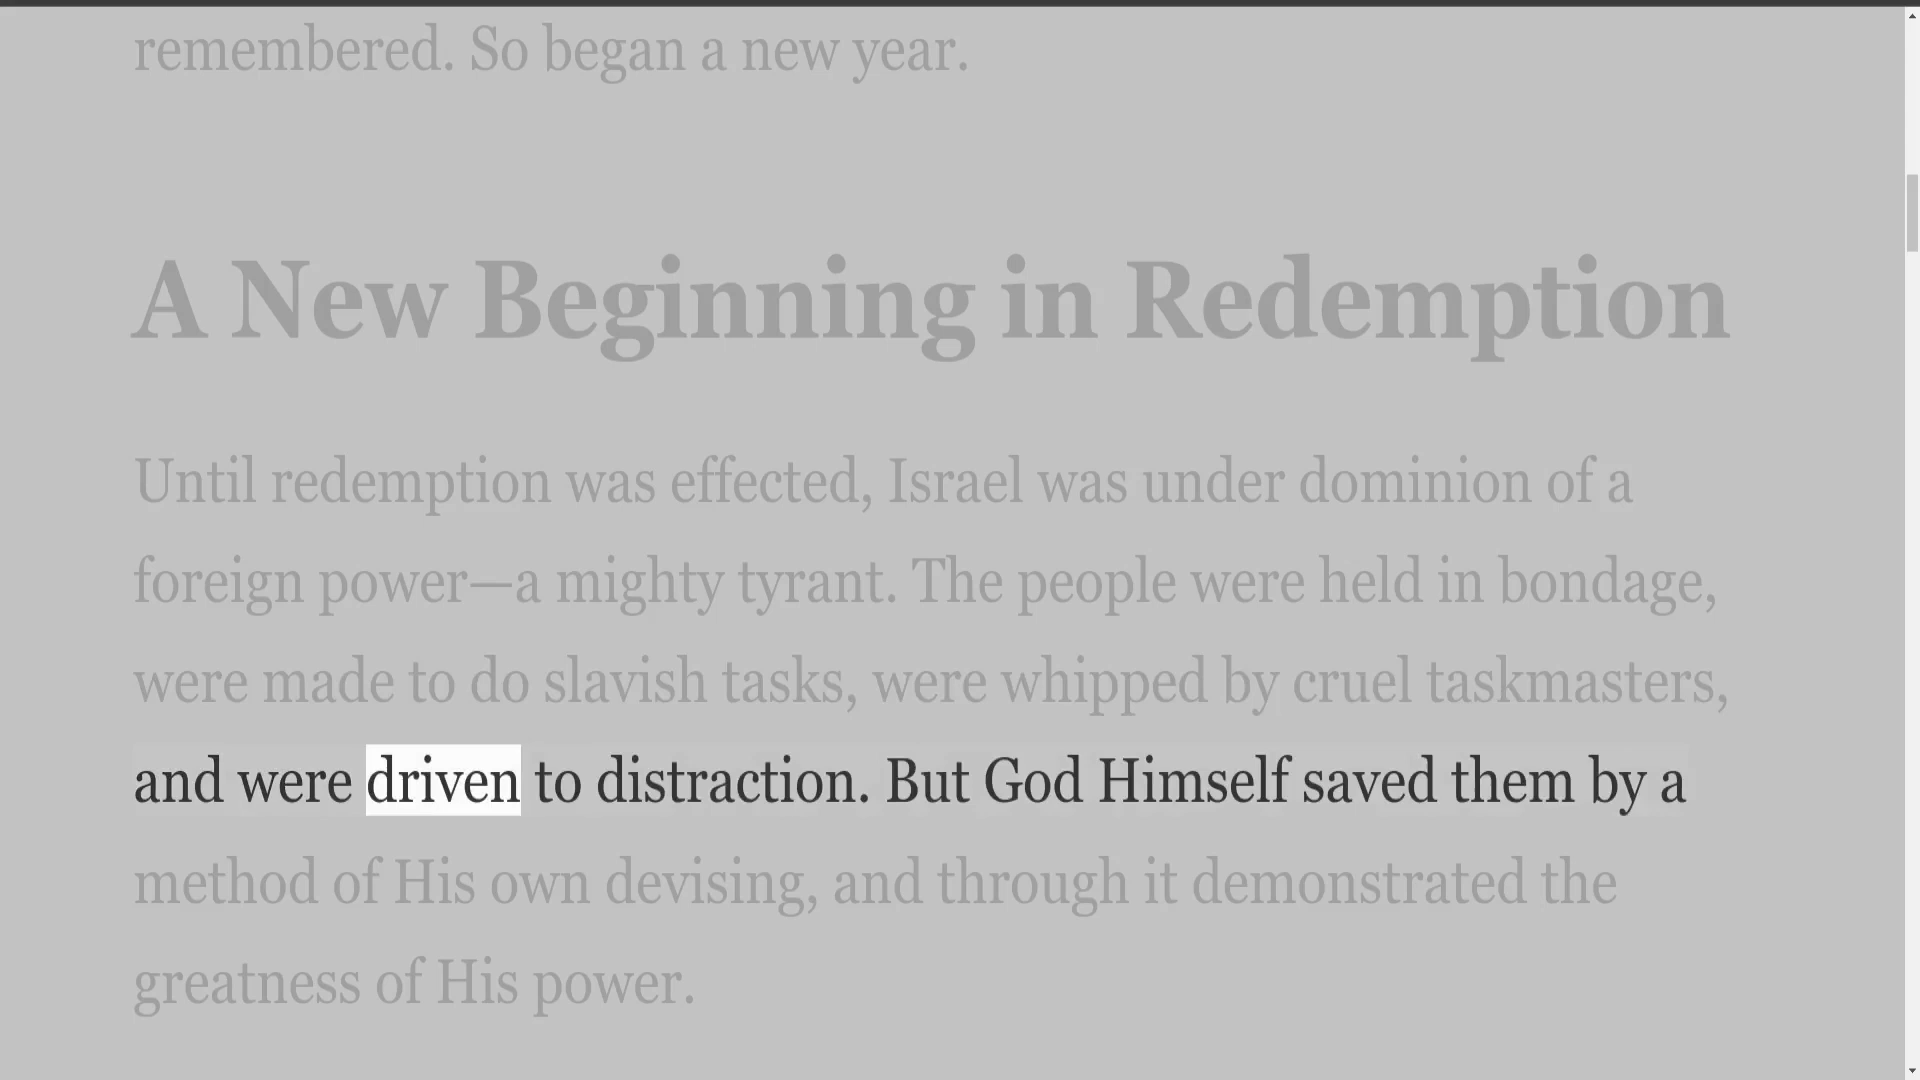 remembered. So began a new year.
A New Beginning in Redemption
Until redemption was effected, Israel was under dominion of a
foreign power—a mighty tyrant. The people were held in bondage,
were made to do slavish tasks, were whipped by cruel taskmasters,
and were driven to distraction. But God Himself saved them by a
method of His own devising, and through it demonstrated the
greatness of His power.